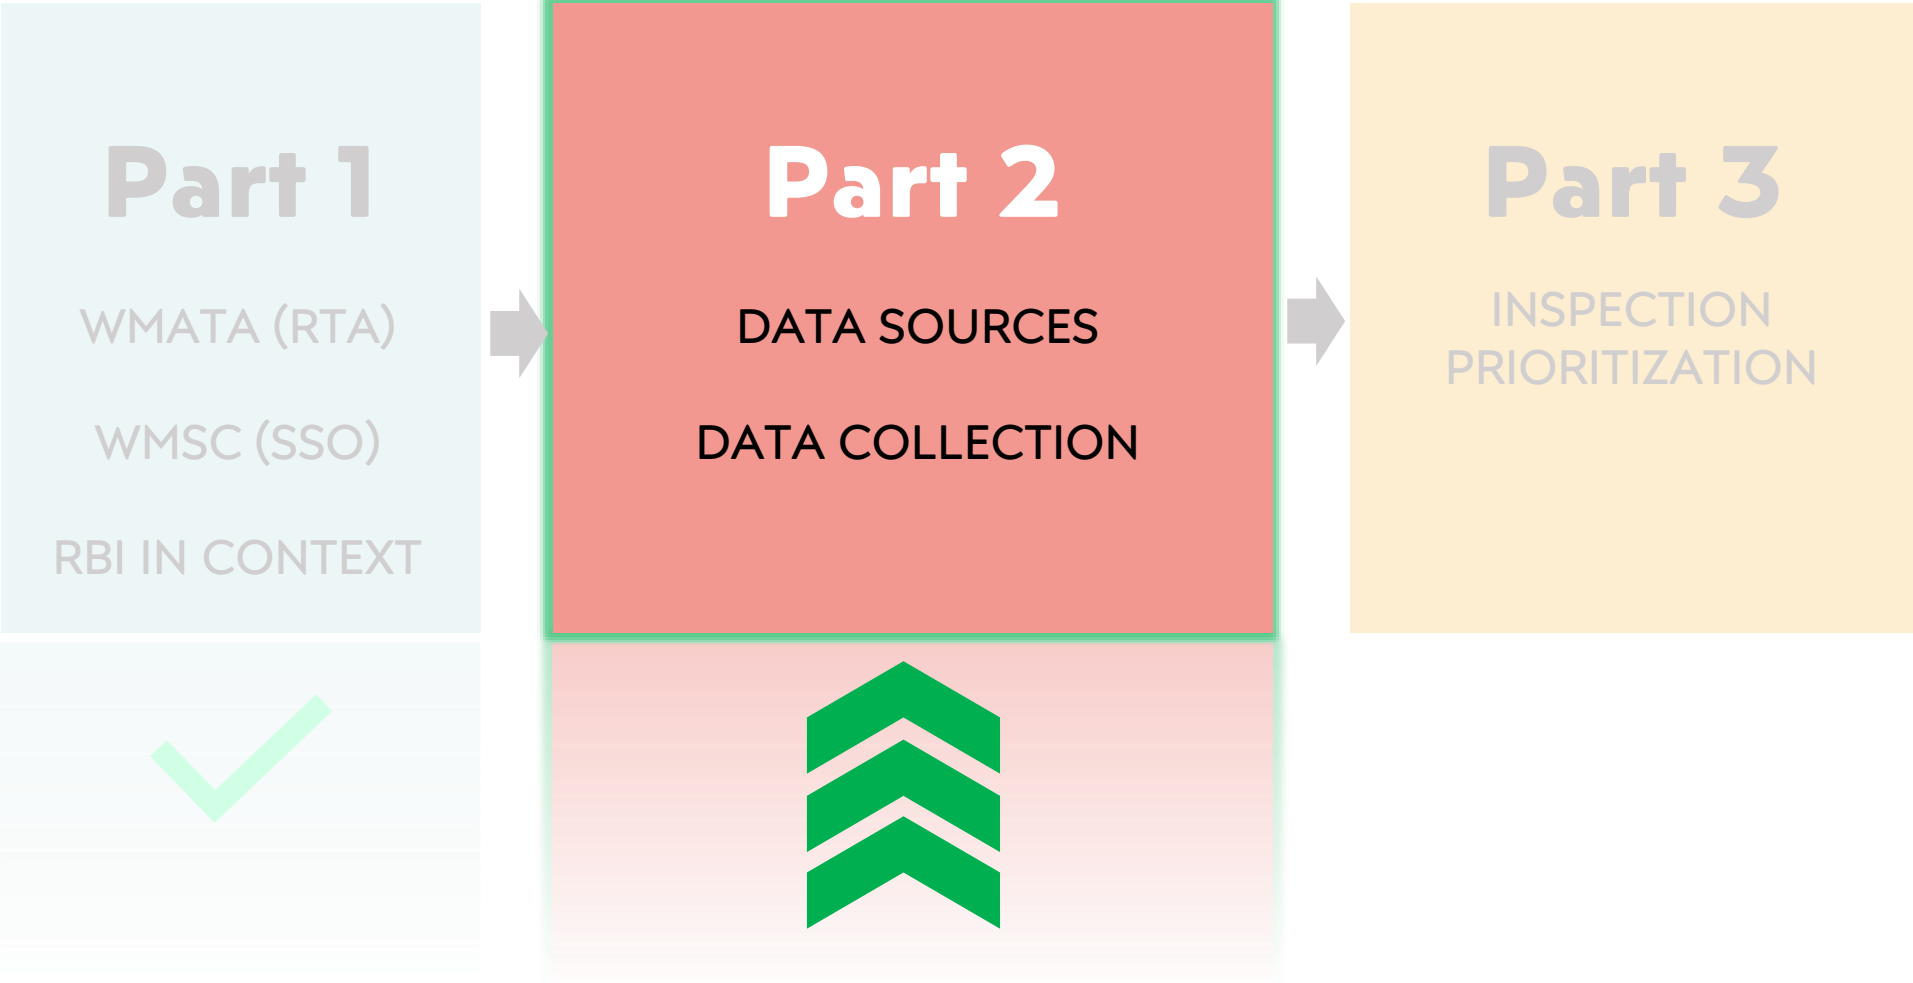 Part 1
WMATA (RTA)
WMSC (SSO)
RBI IN CONTEXT
Part 2
DATA SOURCES
DATA COLLECTION
Part 3
INSPECTION
PRIORITIZATION